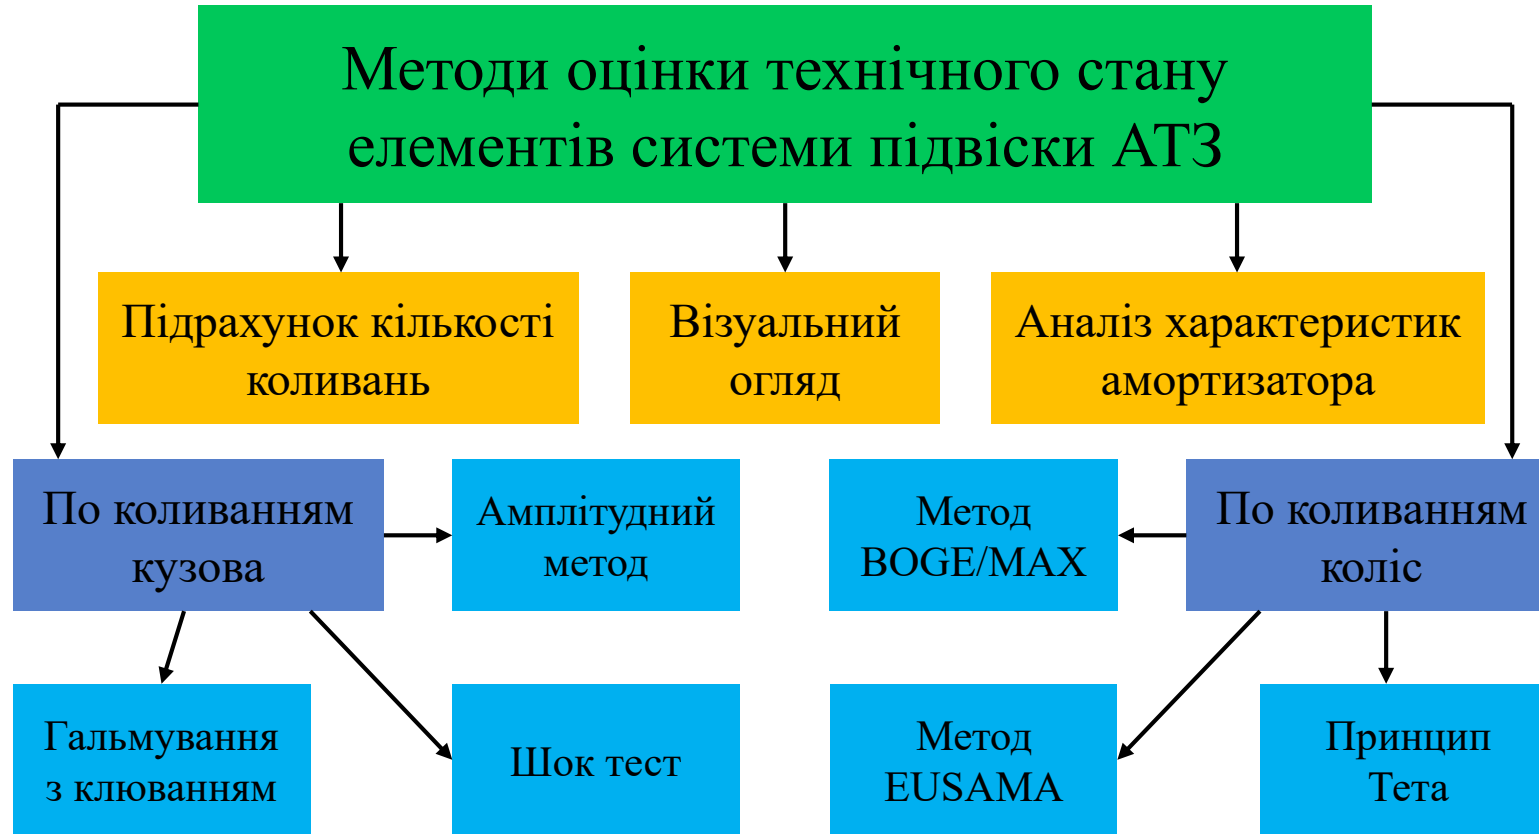 Методи оцінки технічного стану
елементів системи підвіски АТЗ
Підрахунок кількості
коливань
Візуальний
огляд
Аналіз характеристик
амортизатора
По коливанням
кузова
Амплітудний
метод
Метод
BOGE/MAX
По коливанням
коліс
Гальмування
з клюванням
Шок тест
Метод
EUSAMA
Принцип
Тета